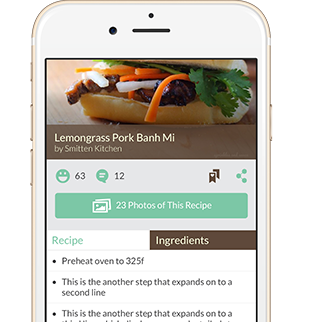 Lemongrass Pork Banh Mi
by Smitten Kitchen
63 12
23 Photos of This Recipe
Recipe Ingredients
• Preheat oven to 325f
• This is the another step that expands on to a
second line
• This is the another step that expands on to a